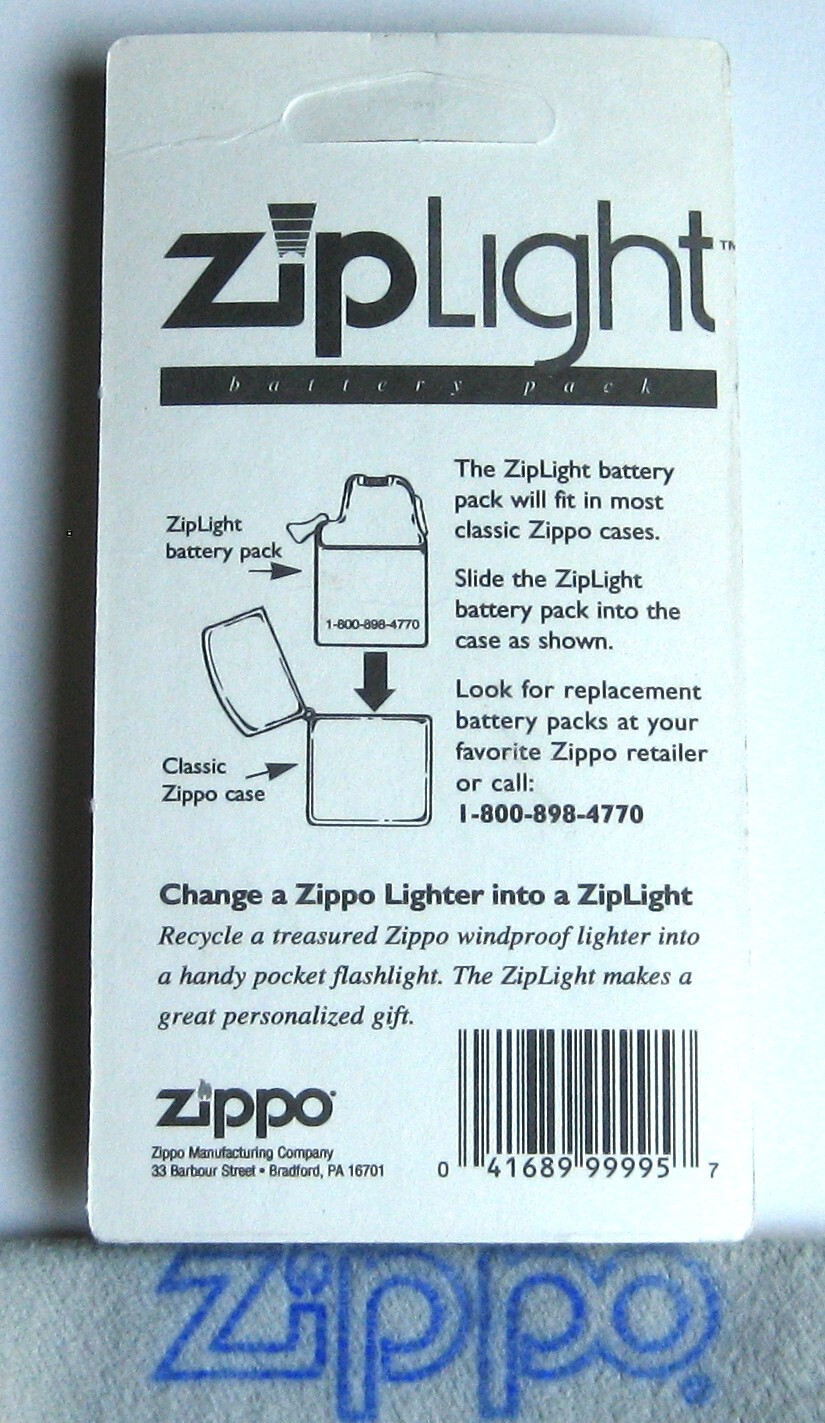 zipLight™
battery pack
ZipLight
battery pack
1-800-898-4770
Classic
Zippo case
The ZipLight battery
pack will fit in most
classic Zippo cases.
Slide the ZipLight
battery pack into the
case as shown.
Look for replacement
battery packs at your
favorite Zippo retailer
or call:
1-800-898-4770
Change a Zippo Lighter into a ZipLight
Recycle a treasured Zippo windproof lighter into
a handy pocket flashlight. The ZipLight makes a
great personalized gift.
zippo
Zippo Manufacturing Company
33 Barbour Street • Bradford, PA 16701
0 41689 99995 7
zippo